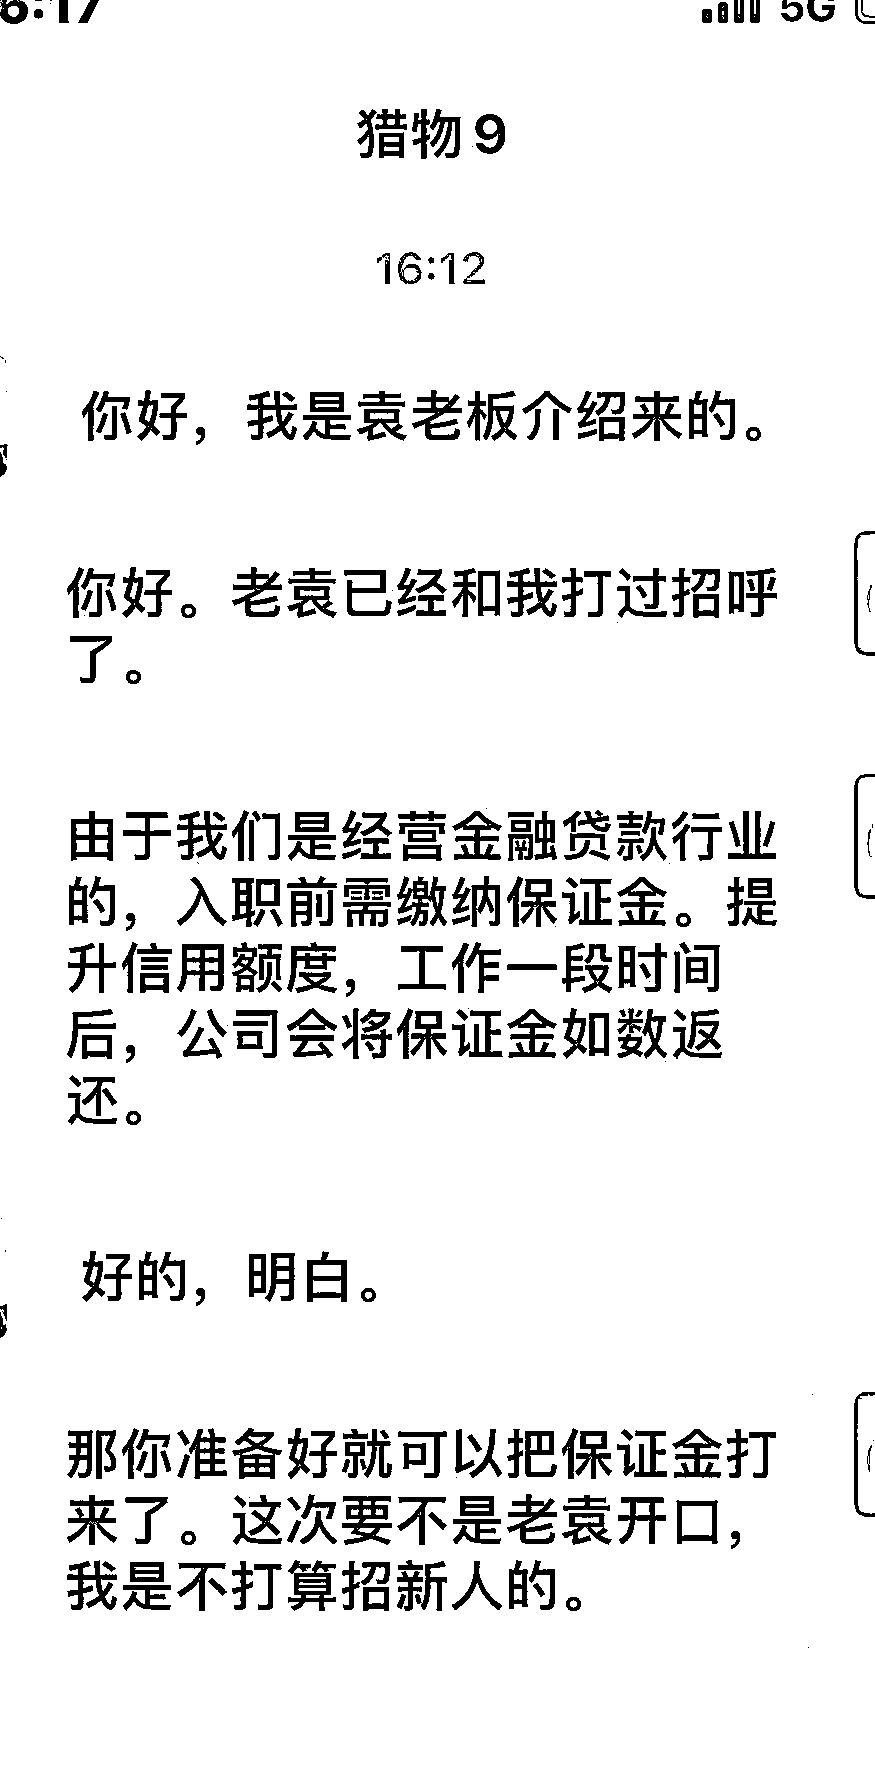 6:17
5G
猎物9
16:12
你好，我是袁老板介绍来的。
你好。老袁已经和我打过招呼
了。
由于我们是经营金融贷款行业
的，入职前需缴纳保证金。提
升信用额度，工作一段时间
后，公司会将保证金如数返
还。
好的，明白。
那你准备好就可以把保证金打
来了。这次要不是老袁开口，
我是不打算招新人的。